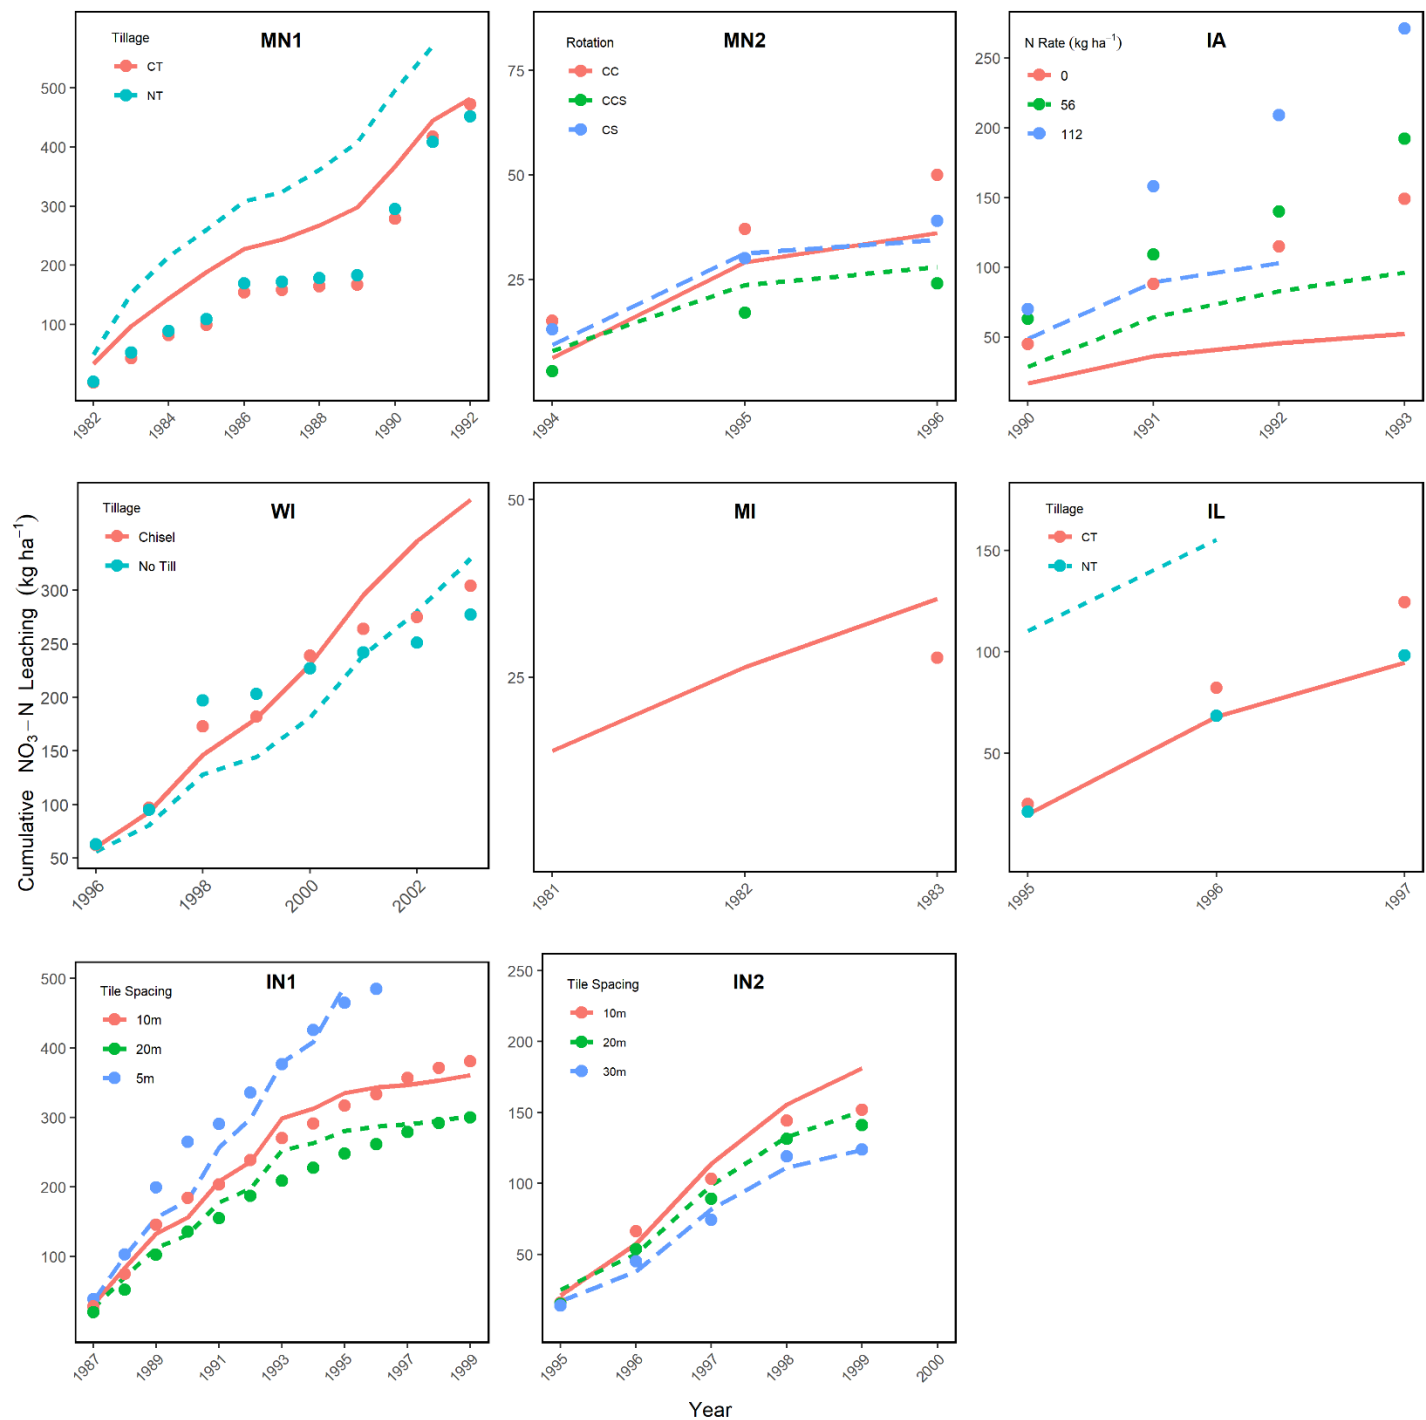 MN1
Tillage
CT
NT
500
400
300
200
100
1982
1984
1986
1988
1990
1992
MN2
Rotation
CC
CCS
CS
75
50
25
1994
1995
1996
IA
N Rate (kg ha⁻¹)
0
56
112
250
200
150
100
50
1990
1991
1992
1993
Cumulative NO₃−N Leaching (kg ha⁻¹)
WI
Tillage
Chisel
No Till
300
250
200
150
100
50
1996
1998
2000
2002
MI
50
25
1981
1982
1983
IL
Tillage
CT
NT
150
100
50
1995
1996
1997
IN1
Tile Spacing
10m
20m
5m
500
400
300
200
100
1987
1989
1991
1993
1995
1997
1999
IN2
Tile Spacing
10m
20m
30m
250
200
150
100
50
1995
1996
1997
1998
1999
2000
Year